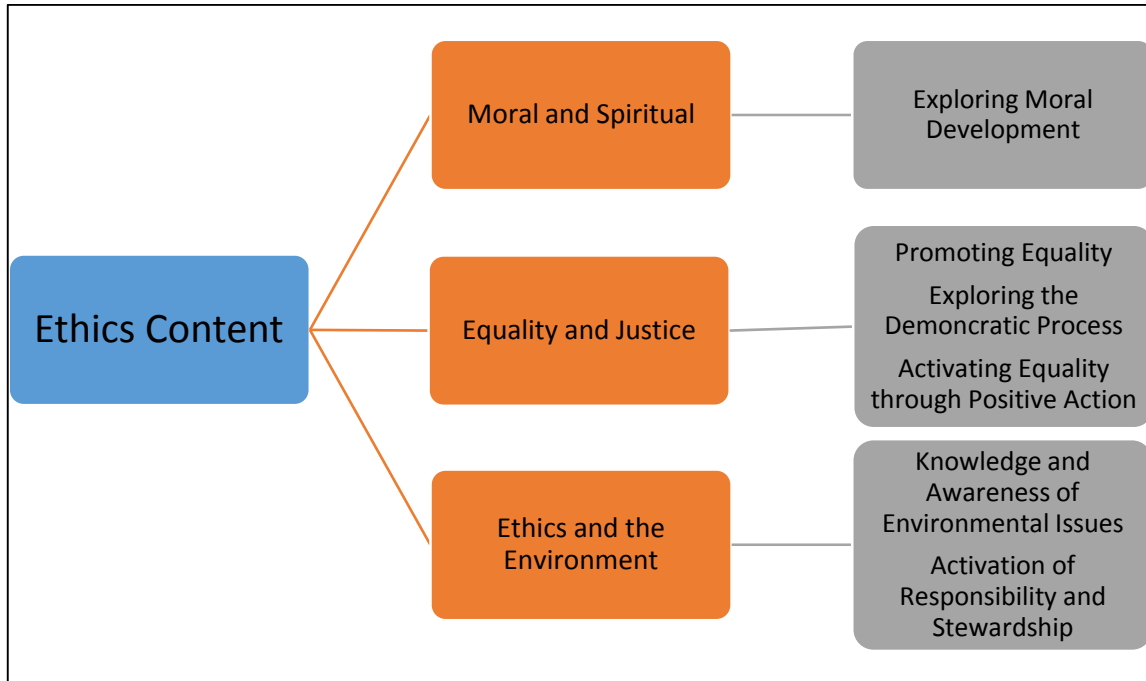 Ethics Content
Moral and Spiritual
Exploring Moral
Development
Equality and Justice
Promoting Equality
Exploring the
Demoncratic Process
Activating Equality
through Positive Action
Ethics and the
Environment
Knowledge and
Awareness of
Environmental Issues
Activation of
Responsibility and
Stewardship